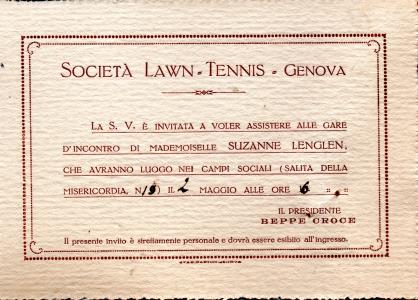 SOCIETÀ LAWN-TENNIS - GENOVA
LA S. V. È INVITATA A VOLER ASSISTERE ALLE GARE
D'INCONTRO DI MADEMOISELLE SUZANNE LENGLEN,
CHE AVRANNO LUOGO NEI CAMPI SOCIALI (SALITA DELLA
MISERICORDIA, N. 19) IL 2 MAGGIO ALLE ORE 6
IL PRESIDENTE
BEPPE CROCE
Il presente invito è strettamente personale e dovrà essere esibito all'ingresso.